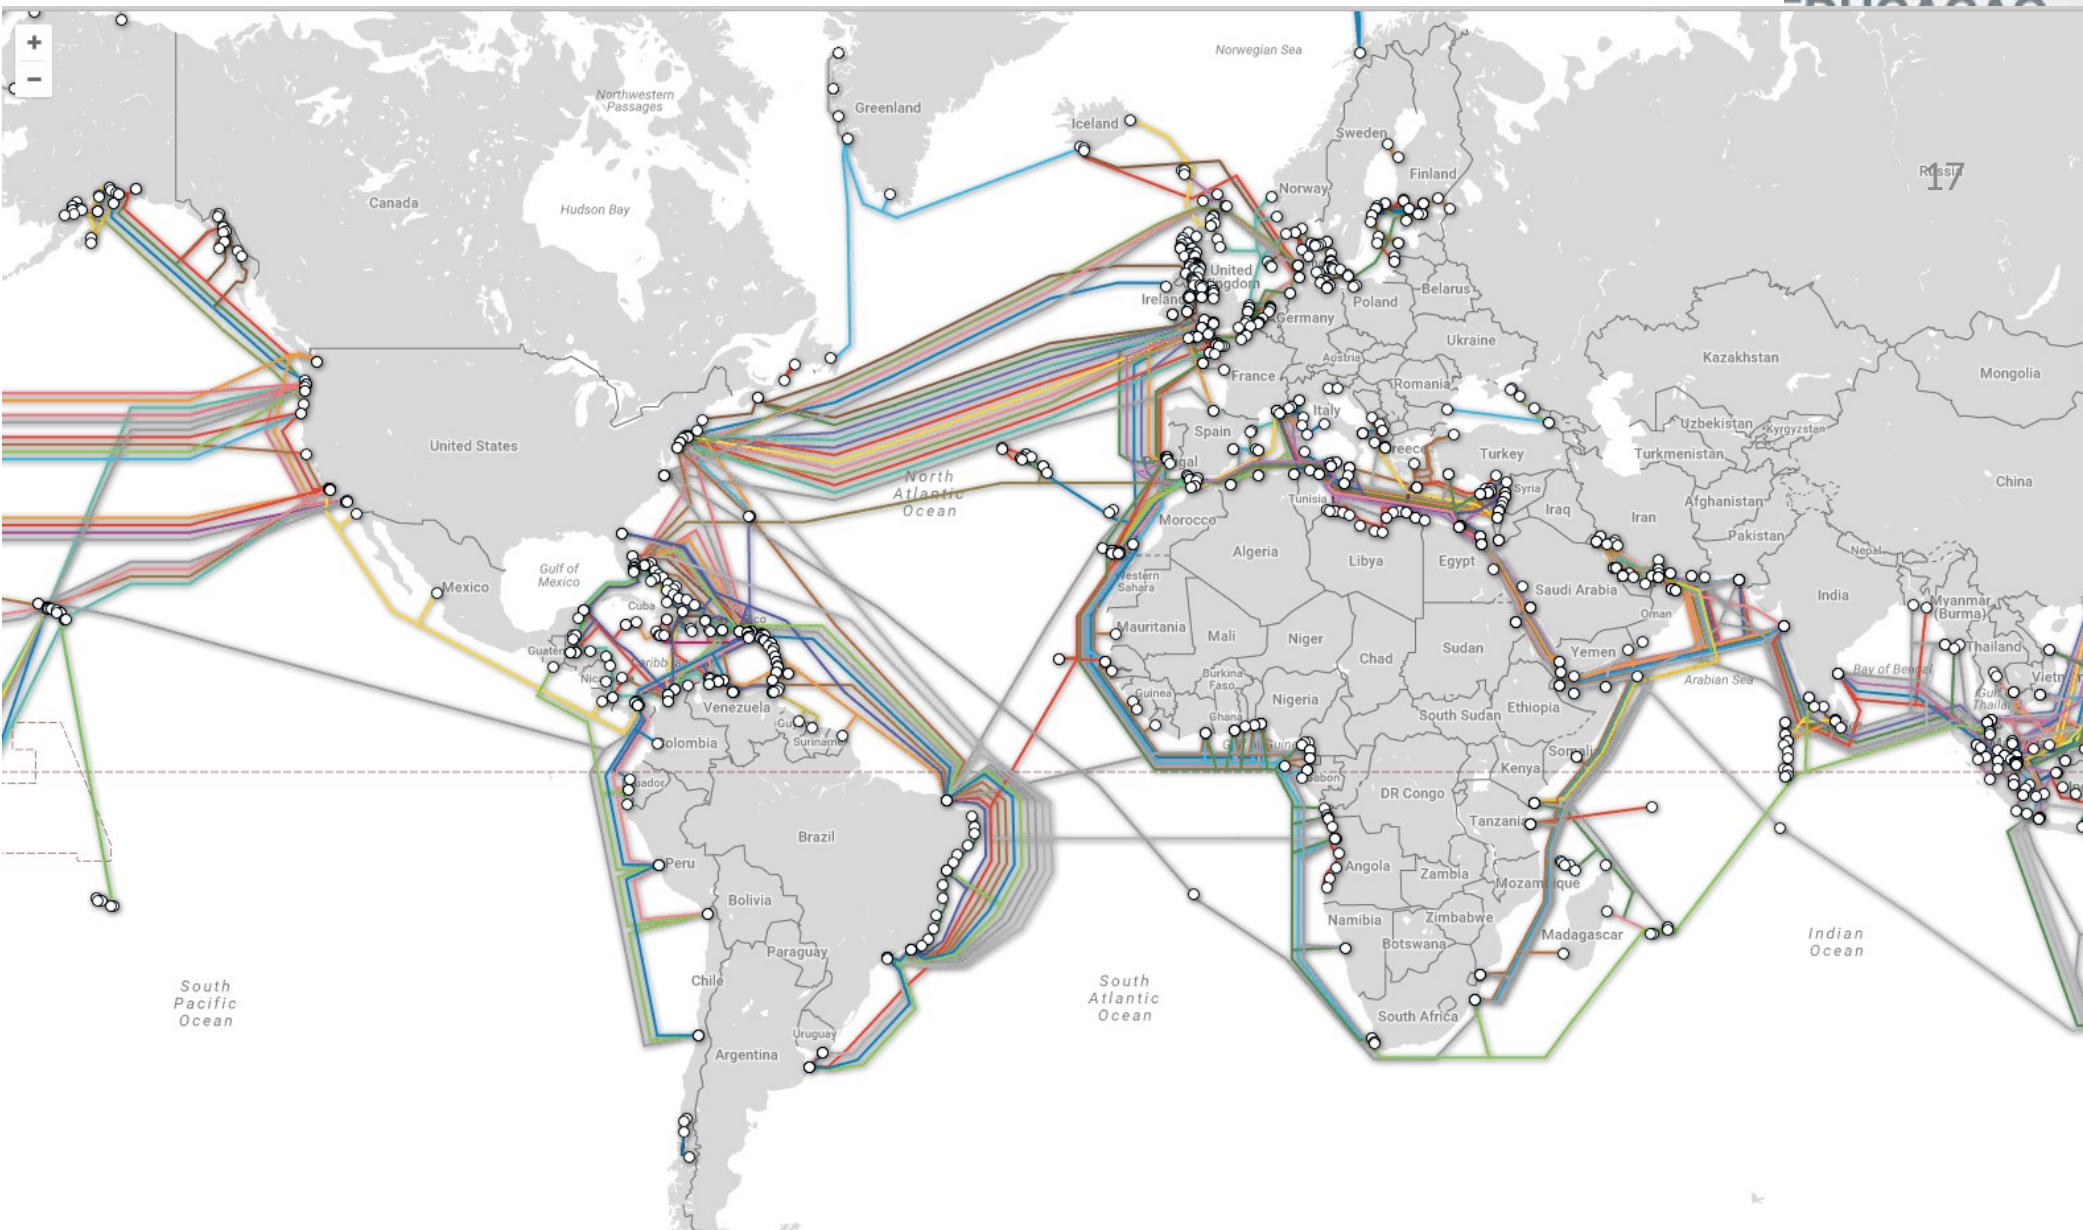 +
−
17
Norwegian Sea
Northwestern
Passages
Greenland
Iceland
Sweden
Finland
Canada
Hudson Bay
Norway
United
Kingdom
Ireland
Belarus
Poland
Germany
Ukraine
Austria
Kazakhstan
Mongolia
France
Romania
Italy
United States
Spain
Greece
Turkey
Uzbekistan
Kyrgyzstan
Turkmenistan
China
North
Atlantic
Ocean
Tunisia
Syria
Afghanistan
Iraq
Iran
Morocco
Pakistan
Algeria
Libya
Egypt
Nepal
Gulf of
Mexico
Mexico
Western
Sahara
Saudi Arabia
India
Myanmar
(Burma)
Cuba
Oman
Mauritania
Mali
Niger
Chad
Sudan
Yemen
Thailand
Arabian Sea
Bay of Bengal
Burkina
Faso
Guinea
Nigeria
Ghana
South Sudan
Ethiopia
Venezuela
Suriname
Kenya
DR Congo
Tanzania
Brazil
Peru
Angola
Zambia
Mozambique
Bolivia
Namibia
Zimbabwe
Botswana
Madagascar
Paraguay
Indian
Ocean
Chile
South
Pacific
Ocean
South
Atlantic
Ocean
South Africa
Uruguay
Argentina